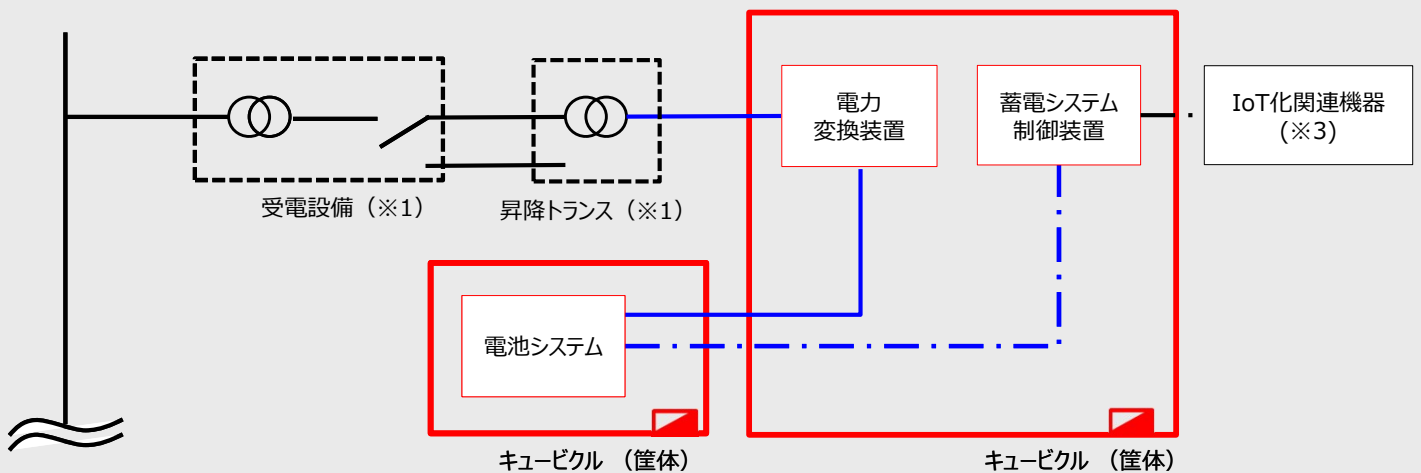 電力
変換装置
蓄電システム
制御装置
IoT化関連機器
(※3)
受電設備（※1）
昇降トランス（※1）
電池システム
キュービクル （筐体）
キュービクル （筐体）